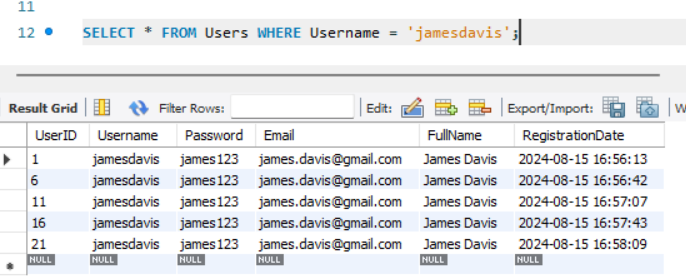 11
12 SELECT * FROM Users WHERE Username = 'jamesdavis';
Result Grid Filter Rows: Edit: Export/Import: W
UserID Username Password Email FullName RegistrationDate
1 jamesdavis james123 james.davis@gmail.com James Davis 2024-08-15 16:56:13
6 jamesdavis james123 james.davis@gmail.com James Davis 2024-08-15 16:56:42
11 jamesdavis james123 james.davis@gmail.com James Davis 2024-08-15 16:57:07
16 jamesdavis james123 james.davis@gmail.com James Davis 2024-08-15 16:57:43
21 jamesdavis james123 james.davis@gmail.com James Davis 2024-08-15 16:58:09
NULL NULL NULL NULL NULL NULL